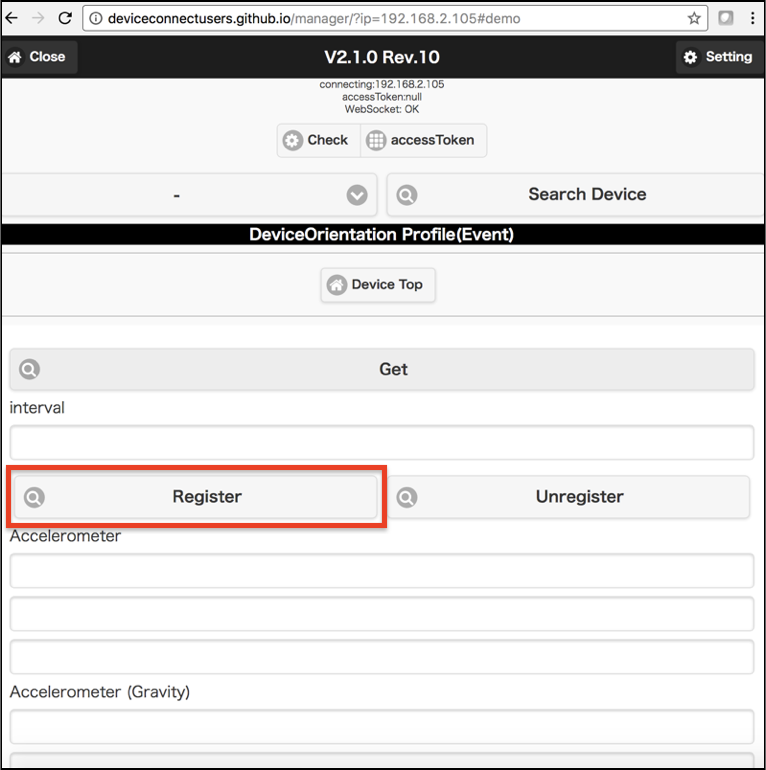 deviceconnectusers.github.io/manager/?ip=192.168.2.105#demo
Close
V2.1.0 Rev.10
Setting
connecting:192.168.2.105
accessToken:null
WebSocket: OK
Check
accessToken
-
Search Device
DeviceOrientation Profile(Event)
Device Top
Get
interval
Register
Unregister
Accelerometer
Accelerometer (Gravity)